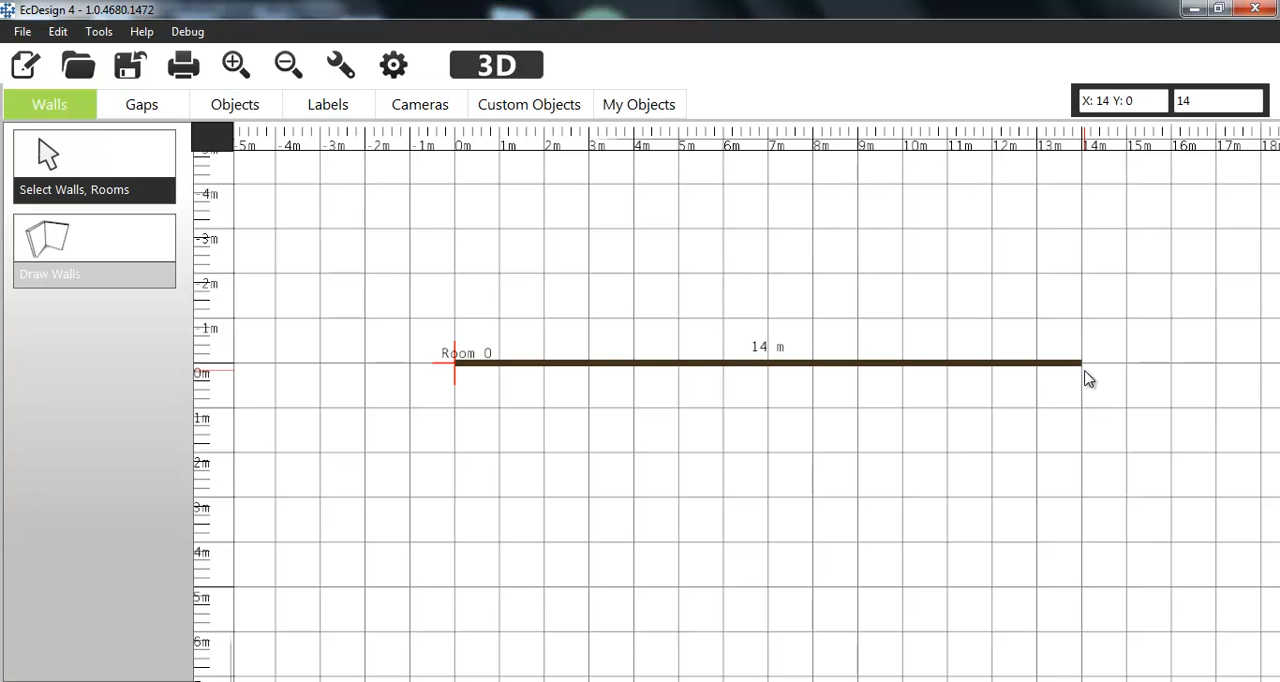 EcDesign 4 - 1.0.4680.1472
File Edit Tools Help Debug
3D
Walls Gaps Objects Labels Cameras Custom Objects My Objects
X: 14 Y: 0 14
-5m -4m -3m -2m -1m 0m 1m 2m 3m 4m 5m 6m 7m 8m 9m 10m 11m 12m 13m 14m 15m 16m 17m 18m
Select Walls, Rooms
Draw Walls
-4m
-3m
-2m
-1m
0m
1m
2m
3m
4m
5m
6m
Room 0
14 m